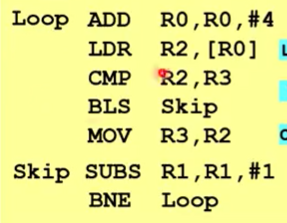 Loop ADD R0,R0,#4
LDR R2,[R0]
CMP R2,R3
BLS Skip
MOV R3,R2
Skip SUBS R1,R1,#1
BNE Loop